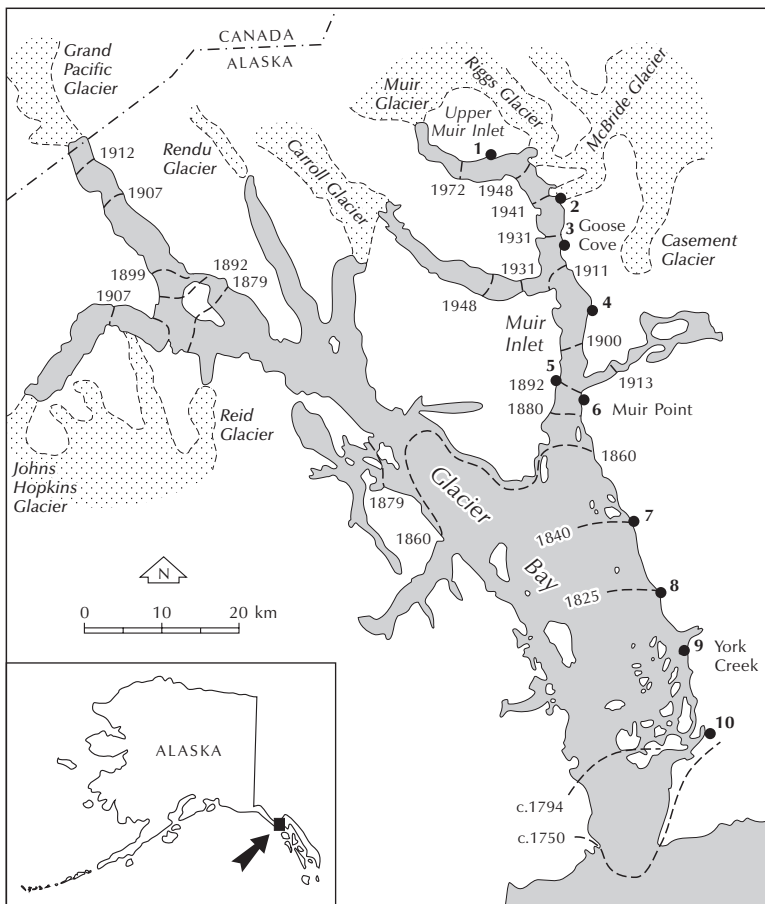 CANADA
ALASKA
Grand
Pacific
Glacier
Muir
Glacier
Riggs Glacier
McBride Glacier
Upper
Muir Inlet
1
1912
Rendu
Glacier
Carroll Glacier
1907
1972
1948
1941
2
3
Goose
Cove
1931
Casement
Glacier
1899
1892
1879
1931
1911
1907
1948
4
Muir
Inlet
1900
5
1892
1913
1880
6
Muir Point
Reid
Glacier
1860
Johns
Hopkins
Glacier
Glacier
Bay
1879
1860
7
1840
N
8
1825
0
10
20 km
9
York
Creek
10
ALASKA
c.1794
c.1750